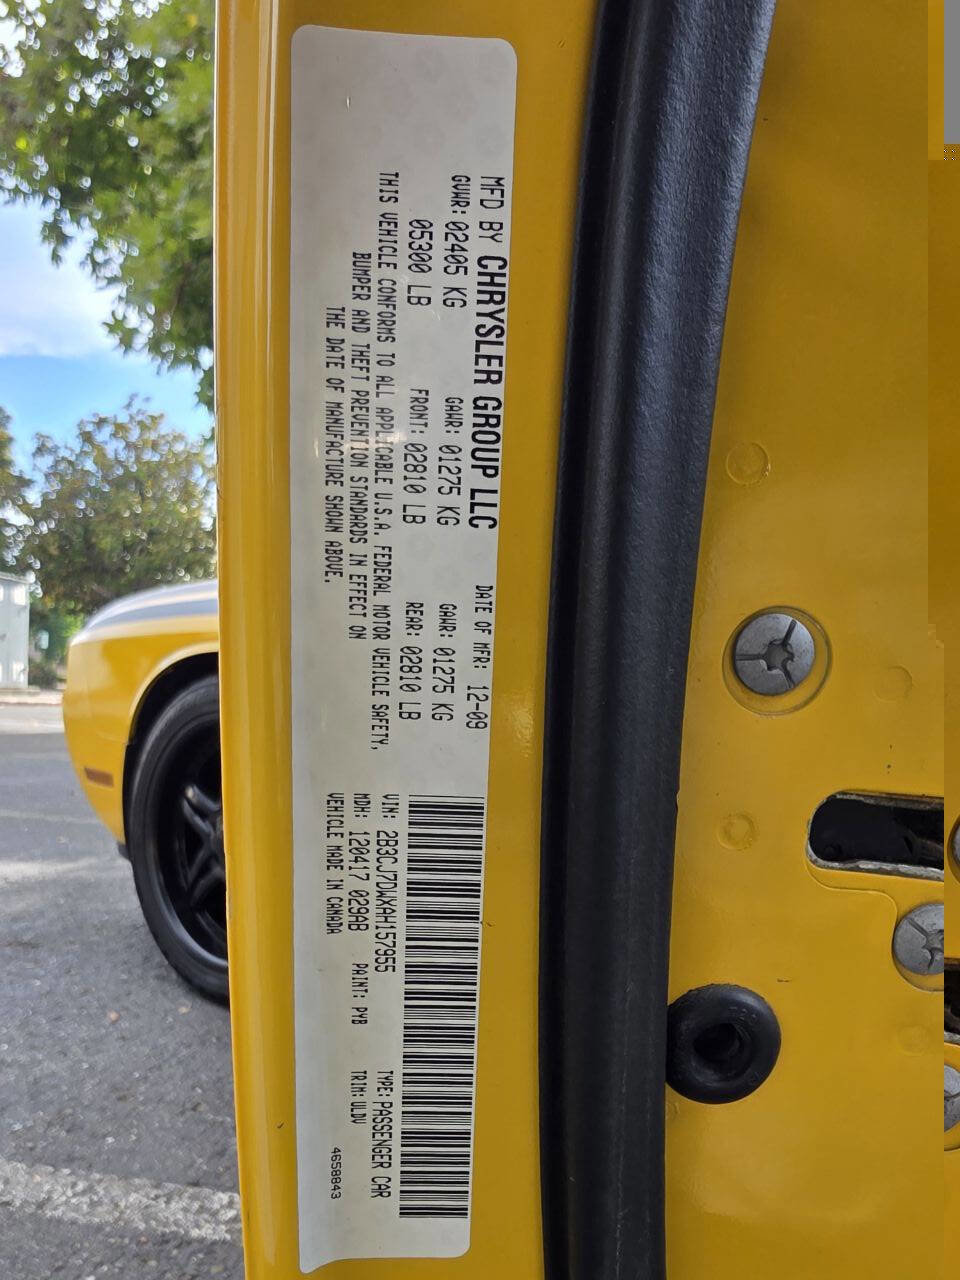 MFD BY CHRYSLER GROUP LLC DATE OF MFR: 12-09
GVWR: 02405 KG GAWR: 01275 KG GAWR: 01275 KG
05300 LB FRONT: 02810 LB REAR: 02810 LB
THIS VEHICLE CONFORMS TO ALL APPLICABLE U.S.A. FEDERAL MOTOR VEHICLE SAFETY,
BUMPER AND THEFT PREVENTION STANDARDS IN EFFECT ON
THE DATE OF MANUFACTURE SHOWN ABOVE.
VIN: 2B3CJ7DWXAH157955 TYPE: PASSENGER CAR
MDH: 120417 029AB PAINT: PYB TRIM: ULDV
VEHICLE MADE IN CANADA 4658843